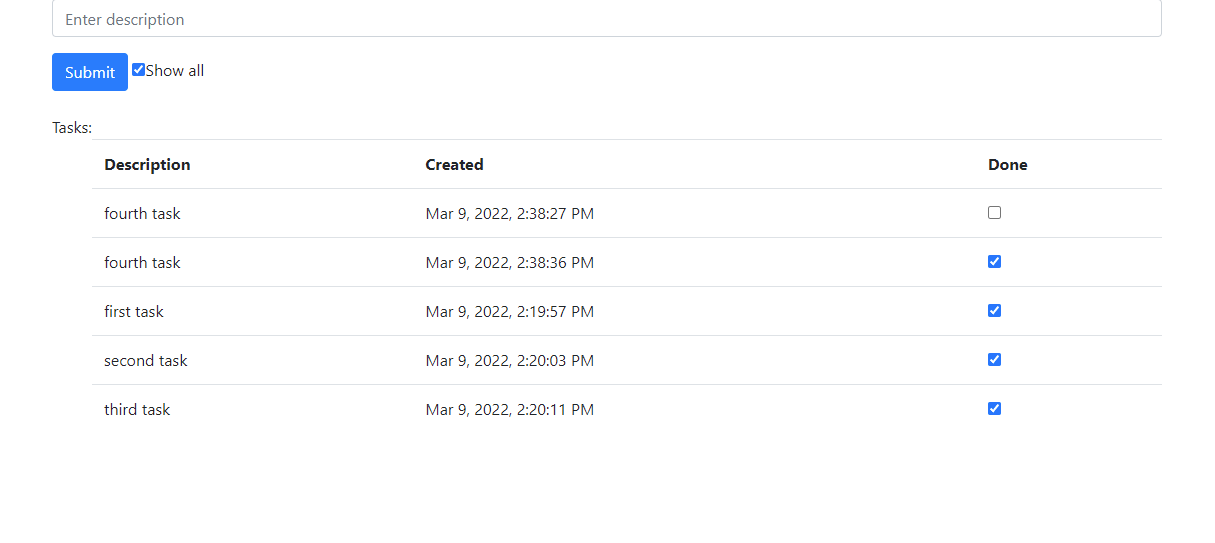 Enter description
Submit Show all
Tasks:
Description Created Done
fourth task Mar 9, 2022, 2:38:27 PM
fourth task Mar 9, 2022, 2:38:36 PM
first task Mar 9, 2022, 2:19:57 PM
second task Mar 9, 2022, 2:20:03 PM
third task Mar 9, 2022, 2:20:11 PM